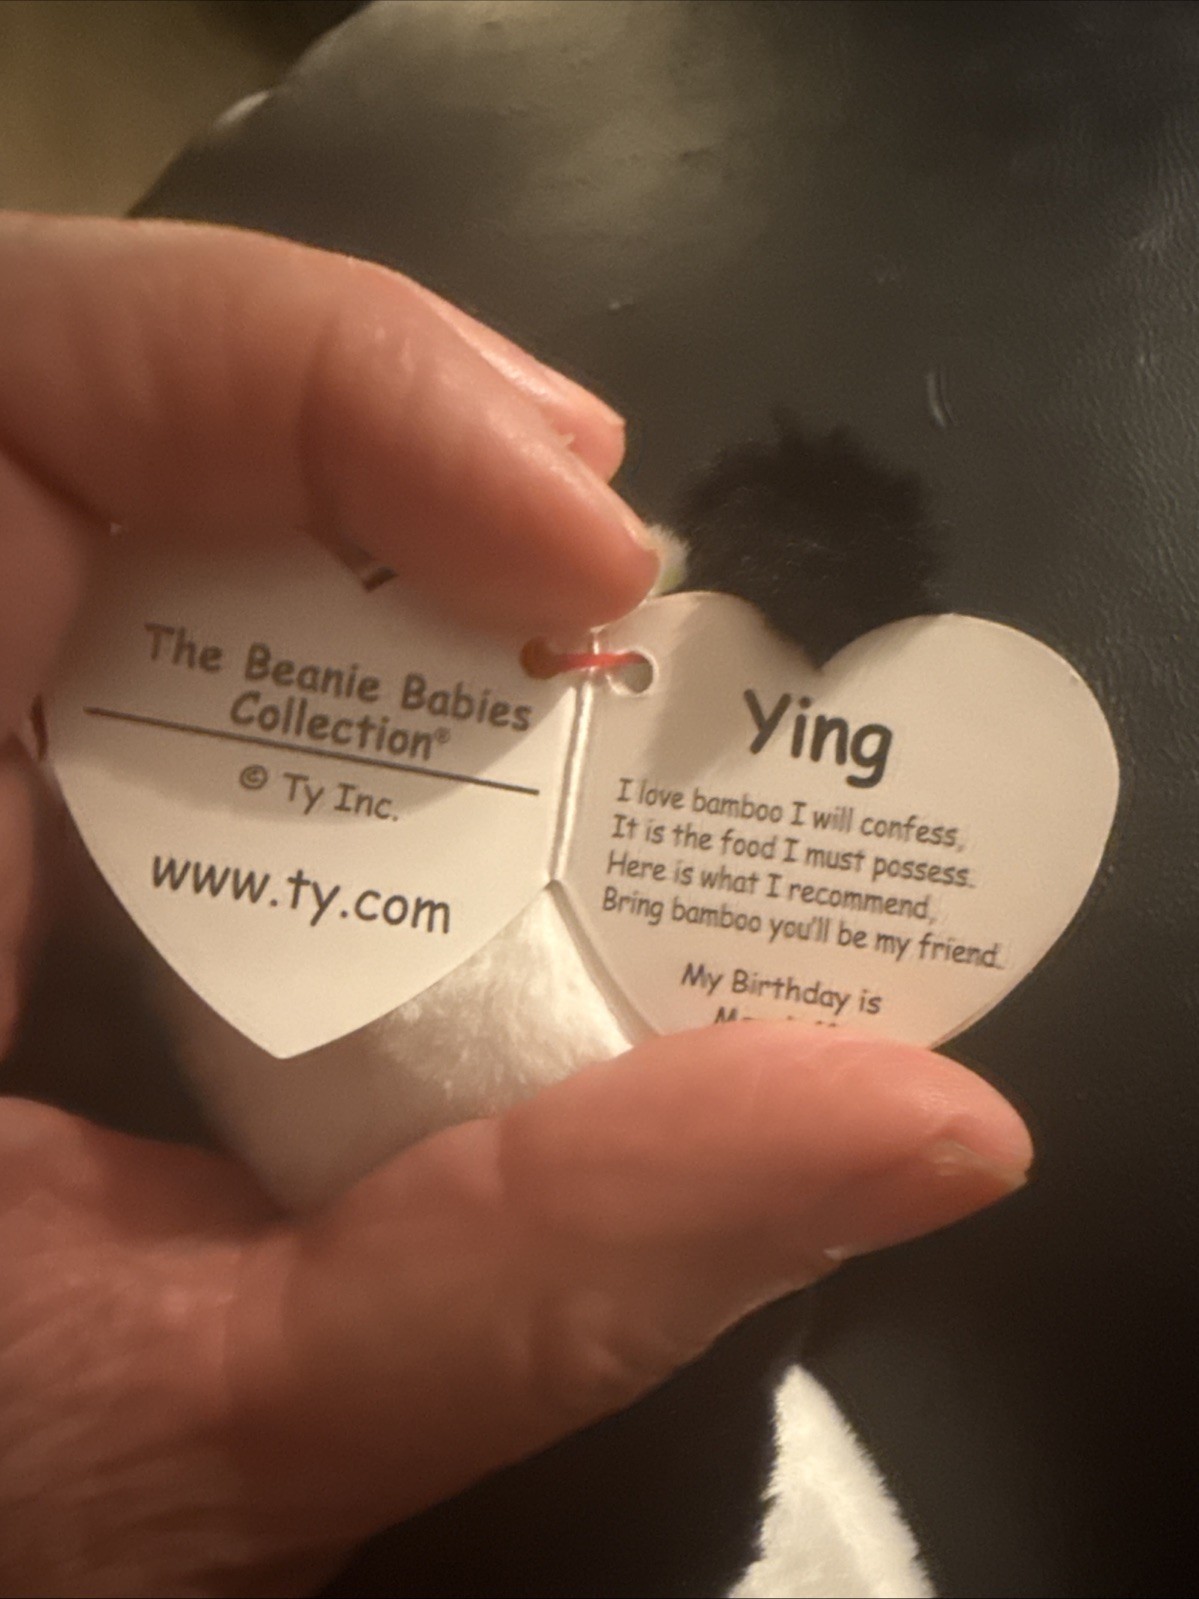 The Beanie Babies
Collection®
© Ty Inc.
www.ty.com
Ying
I love bamboo I will confess,
It is the food I must possess.
Here is what I recommend,
Bring bamboo you'll be my friend.
My Birthday is